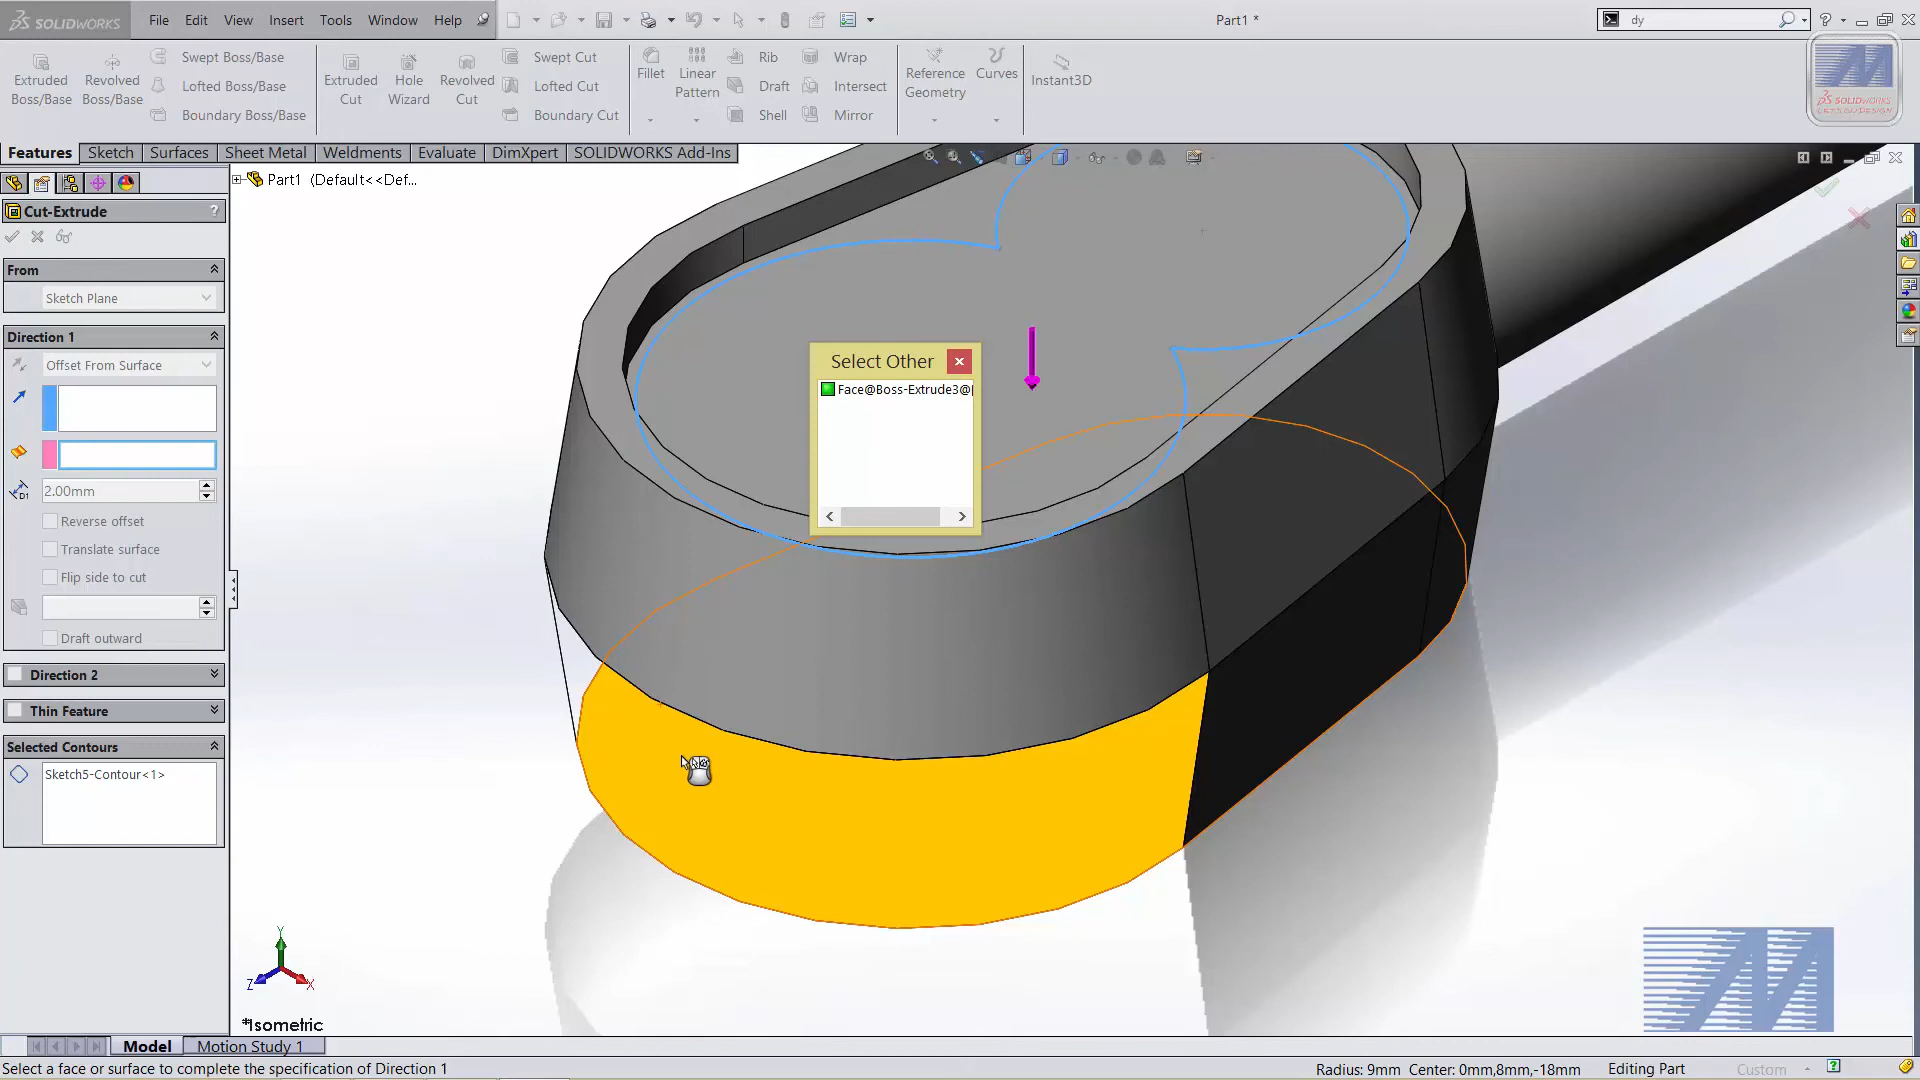 SOLIDWORKS File Edit View Insert Tools Window Help Part1 * dy
Extruded Boss/Base
Revolved Boss/Base
Swept Boss/Base
Lofted Boss/Base
Boundary Boss/Base
Extruded Cut
Hole Wizard
Revolved Cut
Swept Cut
Lofted Cut
Boundary Cut
Fillet
Linear Pattern
Rib
Draft
Shell
Wrap
Intersect
Mirror
Reference Geometry
Curves
Instant3D
SOLIDWORKS
Features Sketch Surfaces Sheet Metal Weldments Evaluate DimXpert SOLIDWORKS Add-Ins
Part1 (Default<<Def...
Cut-Extrude ?
From
Sketch Plane
Direction 1
Offset From Surface
D1
2.00mm
Reverse offset
Translate surface
Flip side to cut
Draft outward
Direction 2
Thin Feature
Selected Contours
Sketch5-Contour<1>
Select Other
Face@Boss-Extrude3@
Y
Z
X
*Isometric
Model Motion Study 1
Select a face or surface to complete the specification of Direction 1 Radius: 9mm Center: 0mm,8mm,-18mm Editing Part Custom